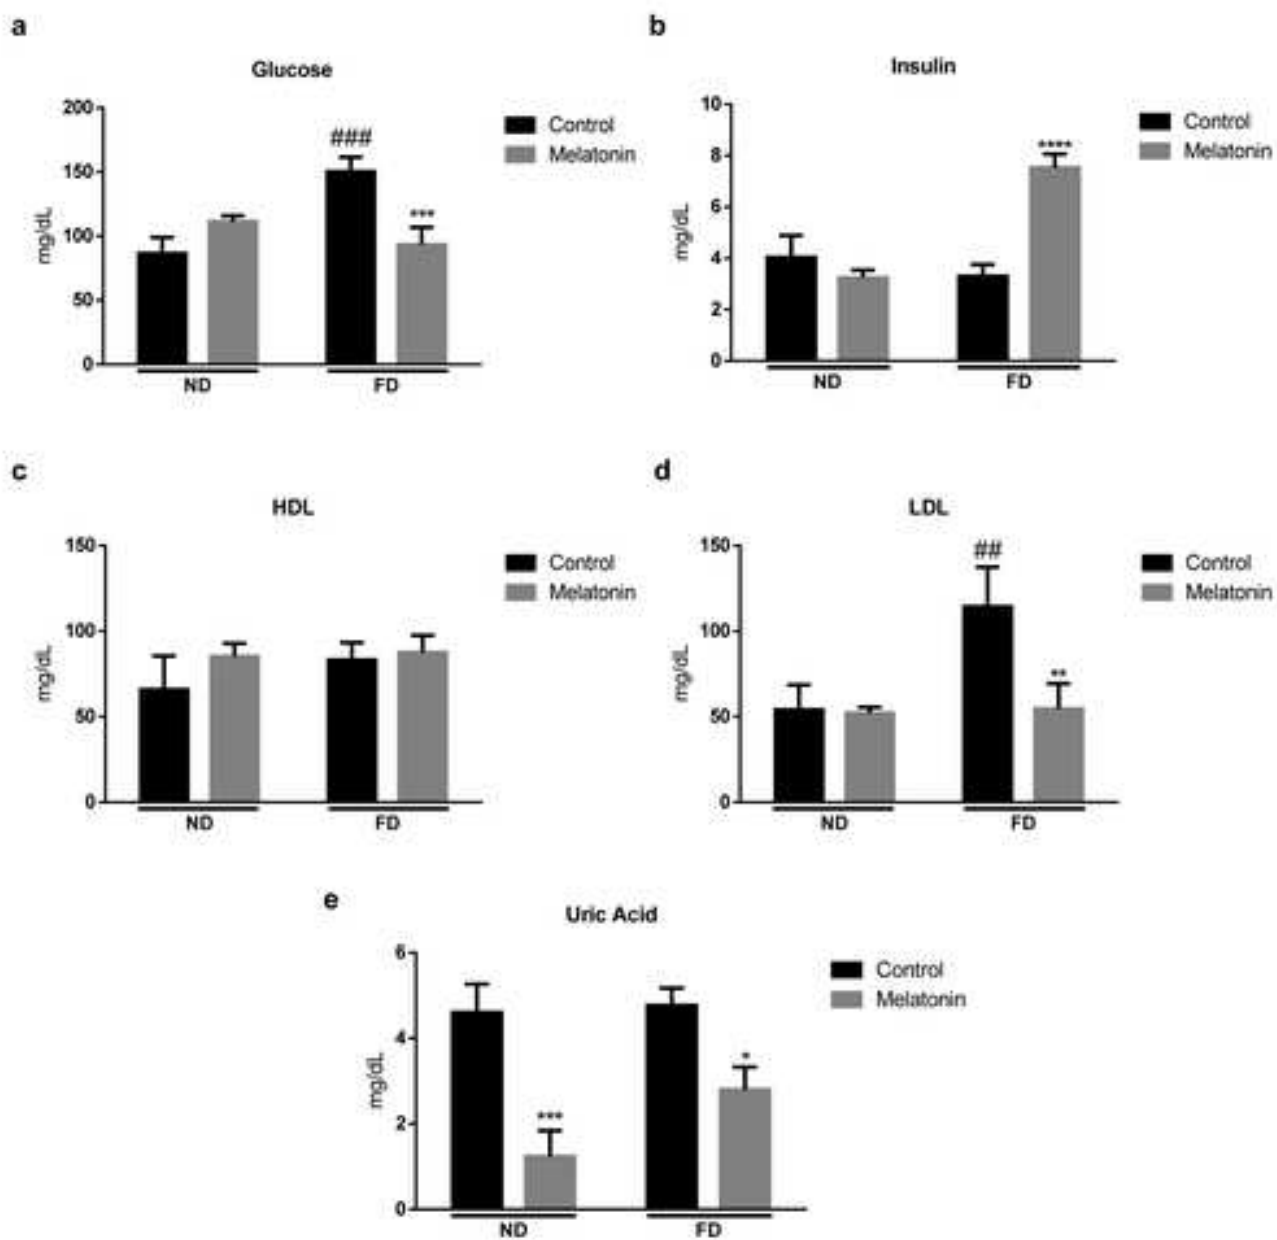 a
Glucose
200
150
100
50
0
mg/dL
###
***
ND
FD
Control
Melatonin
b
Insulin
10
8
6
4
2
0
mg/dL
****
ND
FD
Control
Melatonin
c
HDL
150
100
50
0
mg/dL
ND
FD
Control
Melatonin
d
LDL
150
100
50
0
mg/dL
##
**
ND
FD
Control
Melatonin
e
Uric Acid
6
4
2
0
mg/dL
***
*
ND
FD
Control
Melatonin